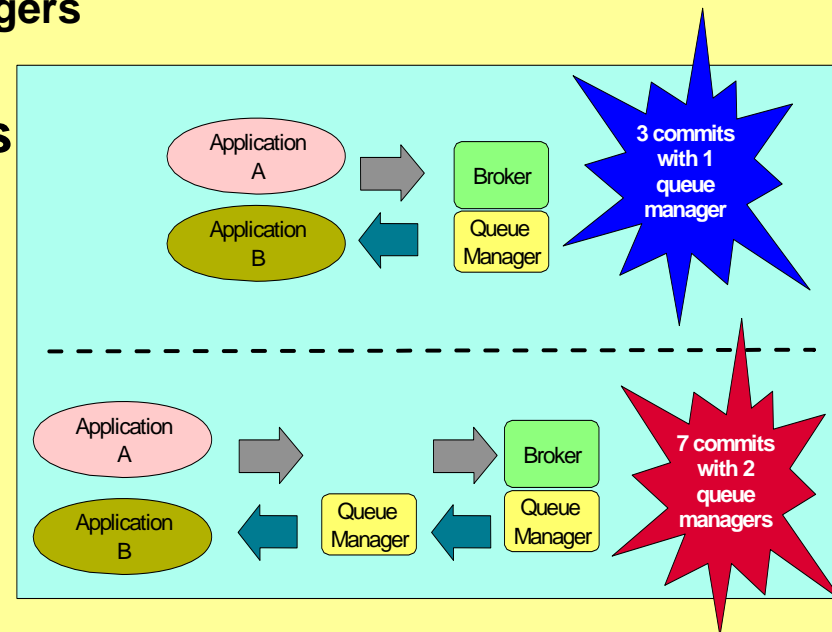 Application
A
Broker
Application
B
Queue
Manager
3 commits
with 1
queue
manager
Application
A
Broker
Application
B
Queue
Manager
Queue
Manager
7 commits
with 2
queue
managers